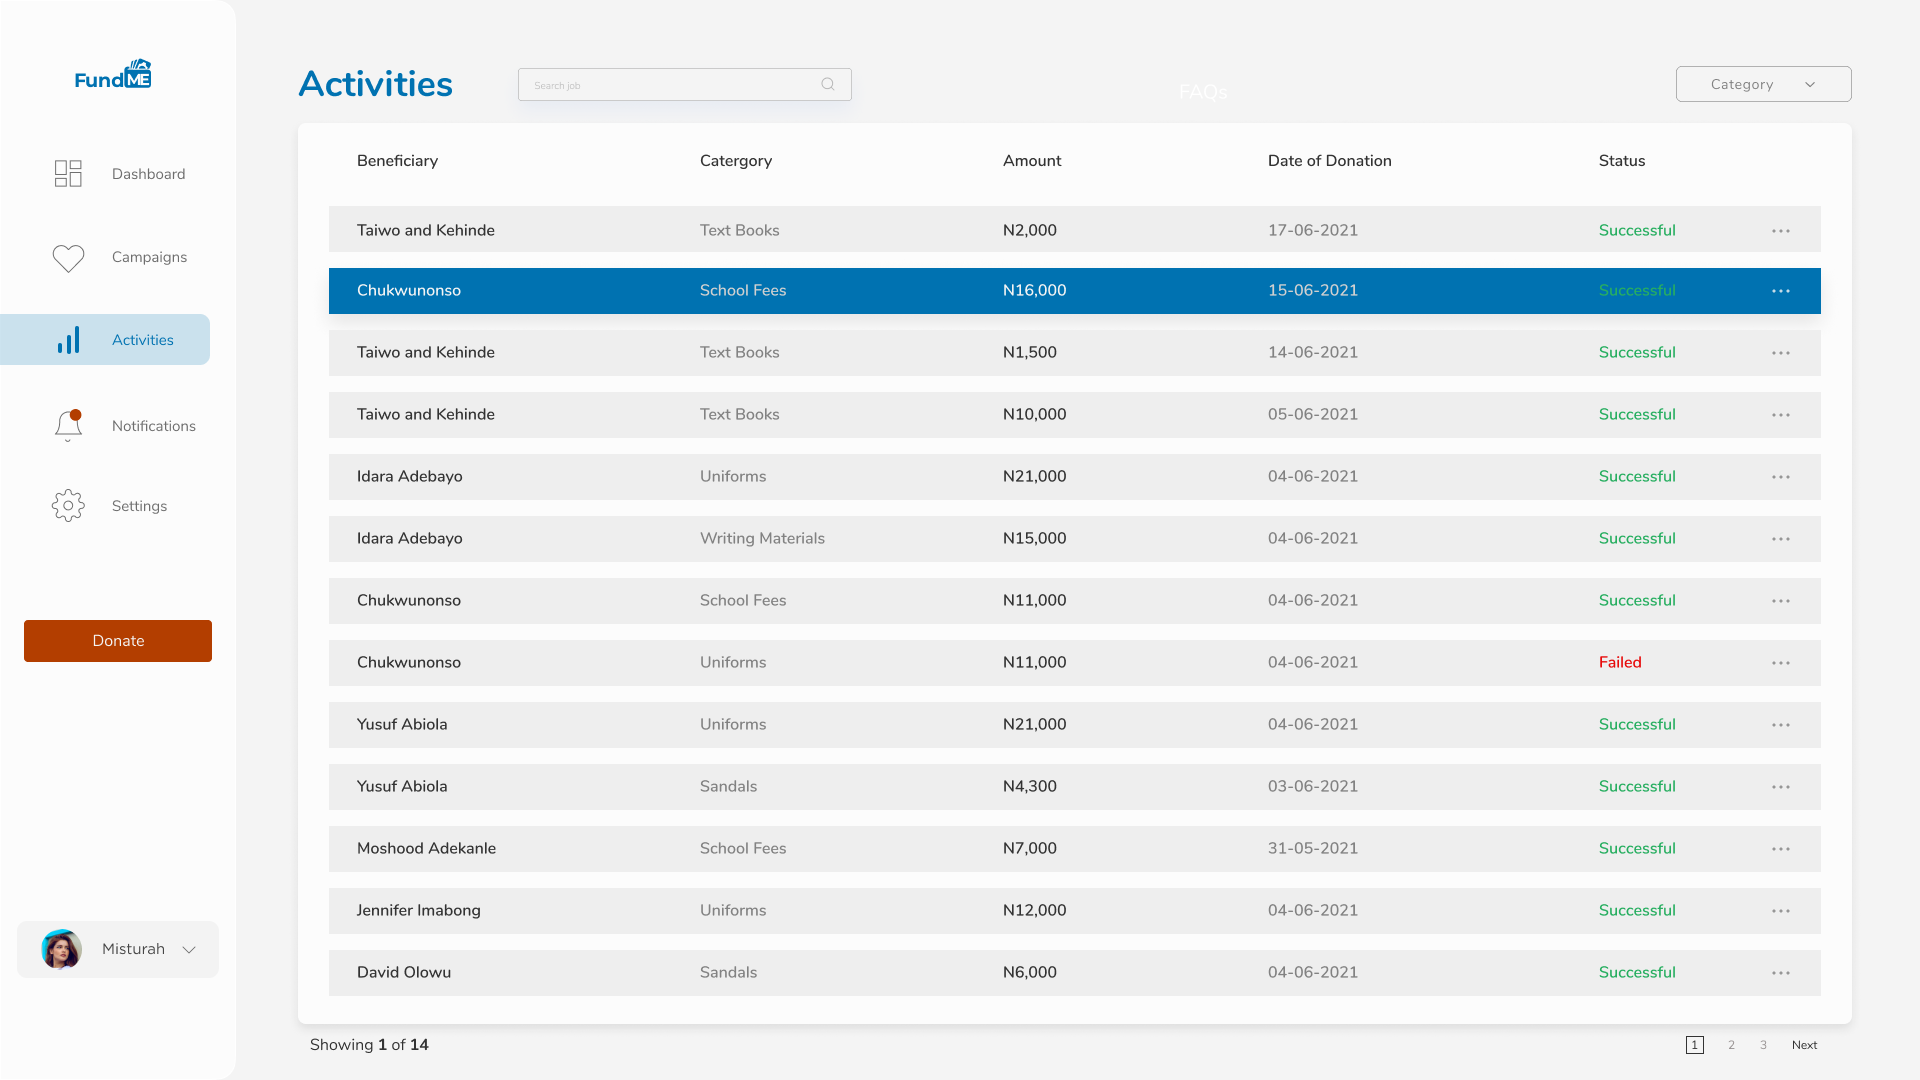 FundME
Dashboard
Campaigns
Activities
Notifications
Settings
Donate
Misturah
Activities
Search job
FAQs
Category
Beneficiary Catergory Amount Date of Donation Status
Taiwo and Kehinde Text Books N2,000 17-06-2021 Successful
Chukwunonso School Fees N16,000 15-06-2021 Successful
Taiwo and Kehinde Text Books N1,500 14-06-2021 Successful
Taiwo and Kehinde Text Books N10,000 05-06-2021 Successful
Idara Adebayo Uniforms N21,000 04-06-2021 Successful
Idara Adebayo Writing Materials N15,000 04-06-2021 Successful
Chukwunonso School Fees N11,000 04-06-2021 Successful
Chukwunonso Uniforms N11,000 04-06-2021 Failed
Yusuf Abiola Uniforms N21,000 04-06-2021 Successful
Yusuf Abiola Sandals N4,300 03-06-2021 Successful
Moshood Adekanle School Fees N7,000 31-05-2021 Successful
Jennifer Imabong Uniforms N12,000 04-06-2021 Successful
David Olowu Sandals N6,000 04-06-2021 Successful
Showing 1 of 14
1 2 3 Next